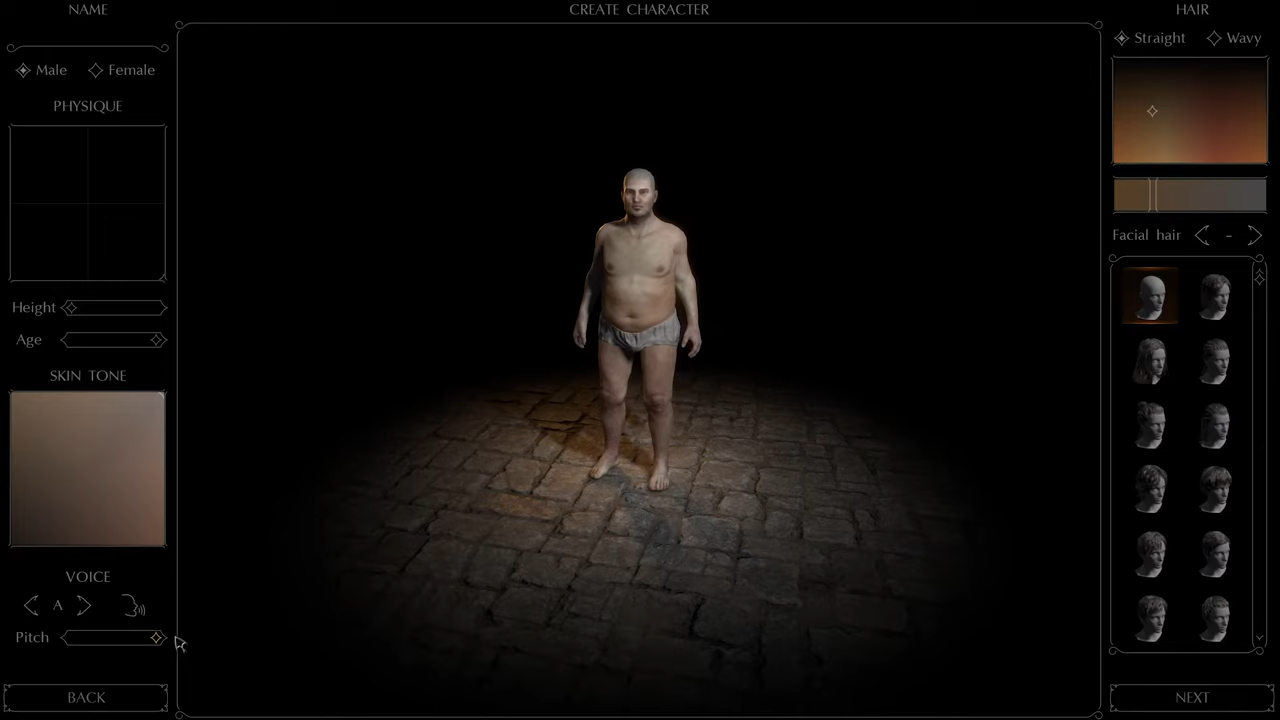 NAME
CREATE CHARACTER
HAIR
Male
Female
Straight
Wavy
PHYSIQUE
Facial hair
-
Height
Age
SKIN TONE
VOICE
A
Pitch
BACK
NEXT